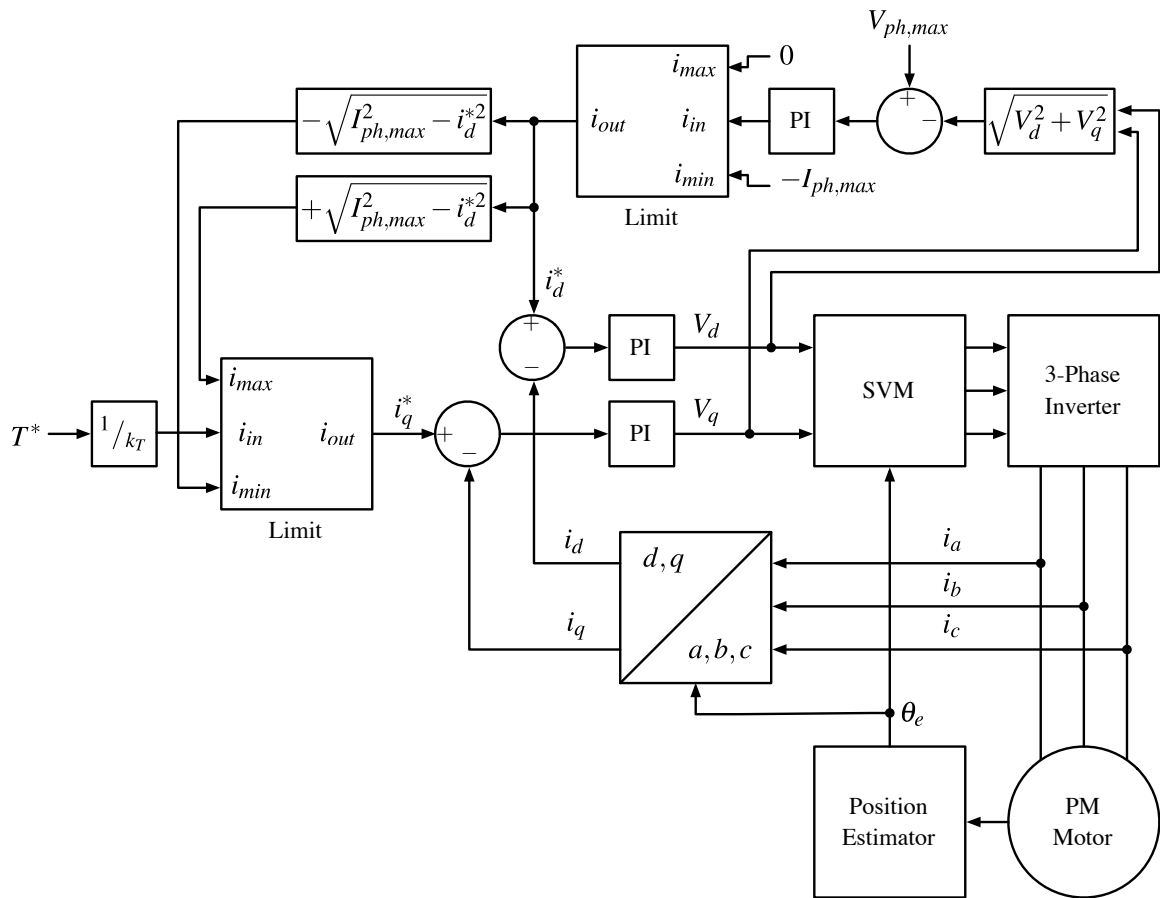 V_{ph,max}
i_{max} 0
-\sqrt{I_{ph,max}^2 - i_d^{*2}}
i_{out} i_{in} PI + − \sqrt{V_d^2 + V_q^2}
i_{min} -I_{ph,max}
+\sqrt{I_{ph,max}^2 - i_d^{*2}}
Limit
i_d^*
+
−
PI
V_d
SVM
3-Phase
Inverter
i_{max}
T^* 1/k_T i_{in} i_{out} i_q^* + − PI V_q
i_{min}
Limit
i_d d,q i_a
i_b
i_q a,b,c i_c
θ_e
Position
Estimator
PM
Motor